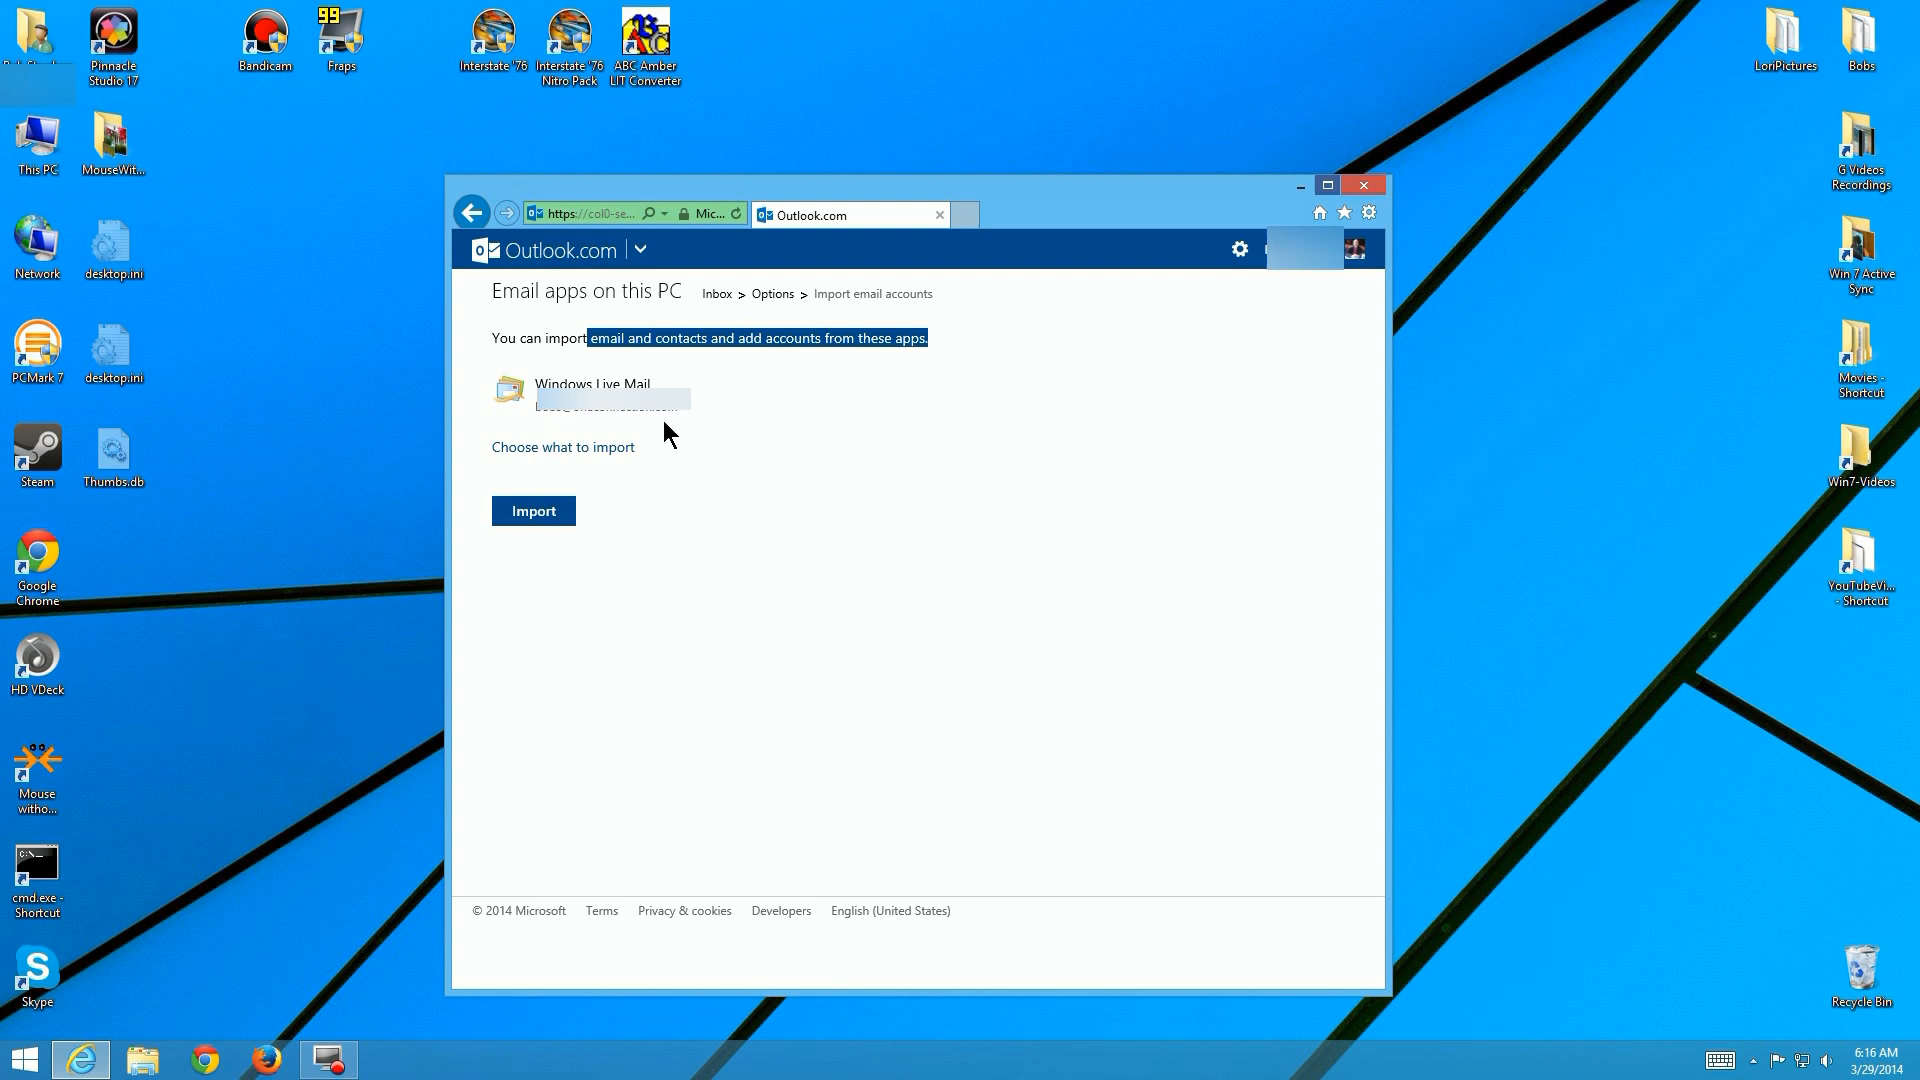 Pinnacle
Studio 17
Bandicam
99
Fraps
Interstate '76
Interstate '76
Nitro Pack
ABC Amber
LIT Converter
LoriPictures
Bobs
This PC
MouseWit...
G Videos
Recordings
https://col0-se...
Mic...
Outlook.com
Outlook.com
Network
desktop.ini
Win 7 Active
Sync
Email apps on this PC
Inbox > Options > Import email accounts
You can import email and contacts and add accounts from these apps.
PCMark 7
desktop.ini
Movies -
Shortcut
Windows Live Mail
Choose what to import
Steam
Thumbs.db
Win7-Videos
Import
Google
Chrome
YouTubeVi...
- Shortcut
HD VDeck
Mouse
witho...
C:\_
cmd.exe -
Shortcut
© 2014 Microsoft
Terms
Privacy & cookies
Developers
English (United States)
Skype
Recycle Bin
6:16 AM
3/29/2014